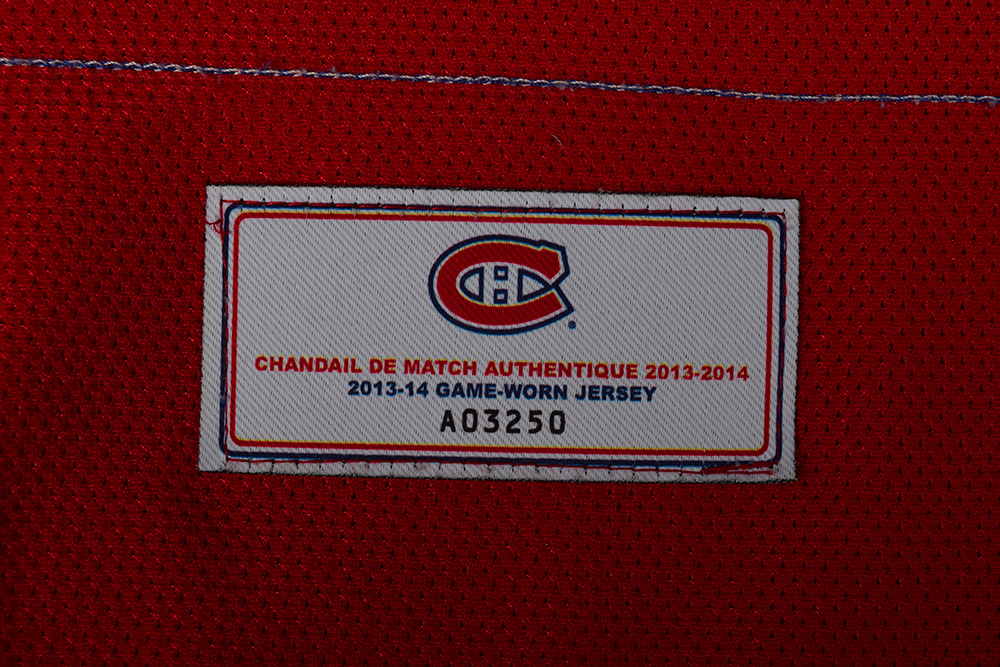 CHANDAIL DE MATCH AUTHENTIQUE 2013-2014
2013-14 GAME-WORN JERSEY
A03250